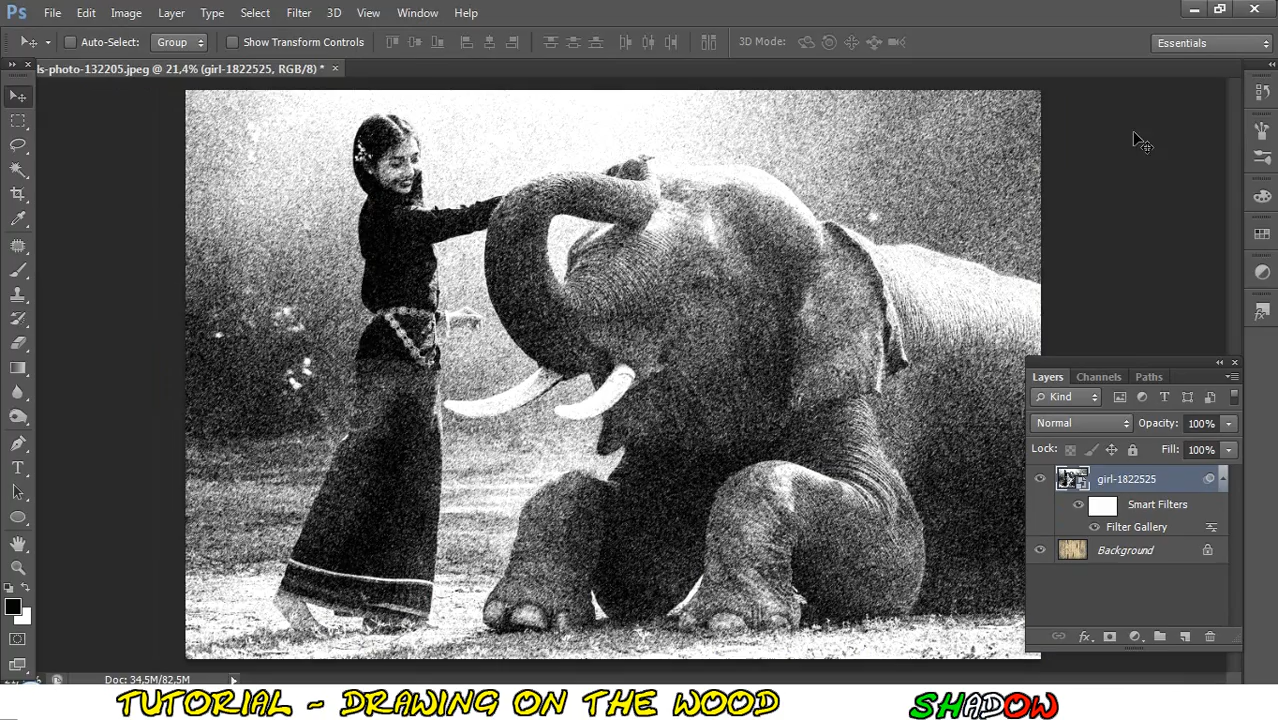 Ps File Edit Image Layer Type Select Filter 3D View Window Help
Auto-Select: Group Show Transform Controls 3D Mode: Essentials
ls-photo-132205.jpeg @ 21,4% (girl-1822525, RGB/8) *
Layers Channels Paths
Kind
Normal Opacity: 100%
Lock: Fill: 100%
girl-1822525
Smart Filters
Filter Gallery
Background
Doc: 34,5M/82,5M
TUTORIAL - DRAWING ON THE WOOD SHADOW